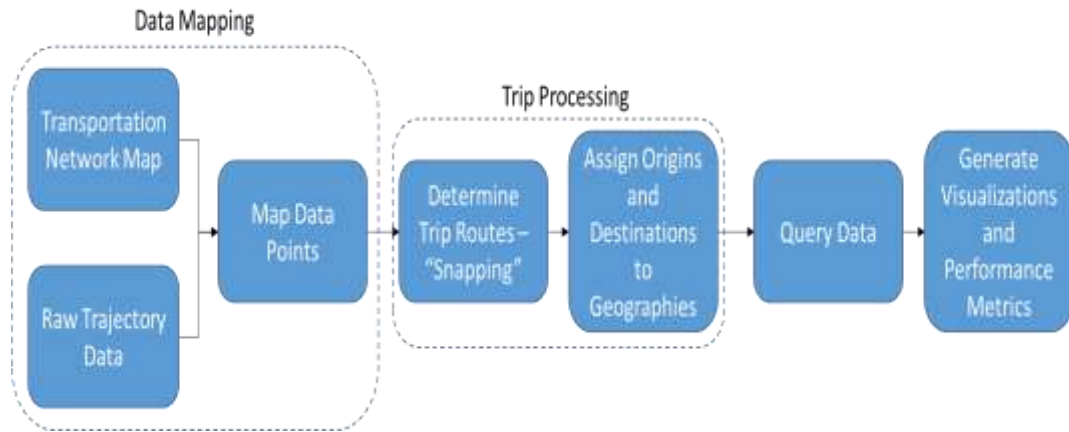 Data Mapping
Transportation
Network Map
Raw Trajectory
Data
Map Data
Points
Trip Processing
Determine
Trip Routes –
“Snapping”
Assign Origins
and
Destinations
to
Geographies
Query Data
Generate
Visualizations
and
Performance
Metrics